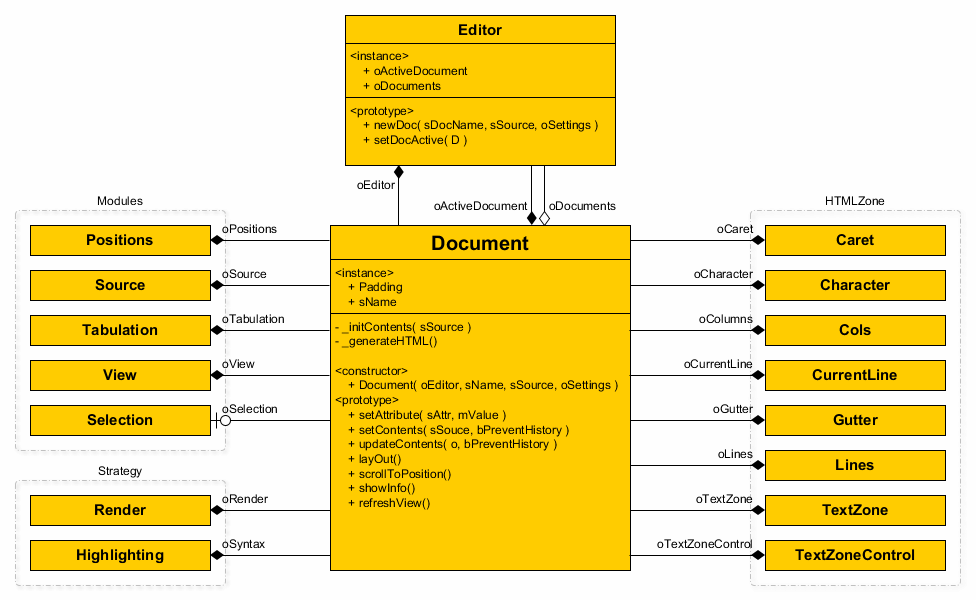 Editor
<instance>
+ oActiveDocument
+ oDocuments
<prototype>
+ newDoc( sDocName, sSource, oSettings )
+ setDocActive( D )
oEditor
oActiveDocument
oDocuments
Modules
Positions
Source
Tabulation
View
Selection
oPositions
oSource
oTabulation
oView
oSelection
Strategy
Render
Highlighting
oRender
oSyntax
Document
<instance>
+ Padding
+ sName
- _initContents( sSource )
- _generateHTML()
<constructor>
+ Document( oEditor, sName, sSource, oSettings )
<prototype>
+ setAttribute( sAttr, mValue )
+ setContents( sSouce, bPreventHistory )
+ updateContents( o, bPreventHistory )
+ layOut()
+ scrollToPosition()
+ showInfo()
+ refreshView()
HTMLZone
oCaret
oCharacter
oColumns
oCurrentLine
oGutter
oLines
oTextZone
oTextZoneControl
Caret
Character
Cols
CurrentLine
Gutter
Lines
TextZone
TextZoneControl